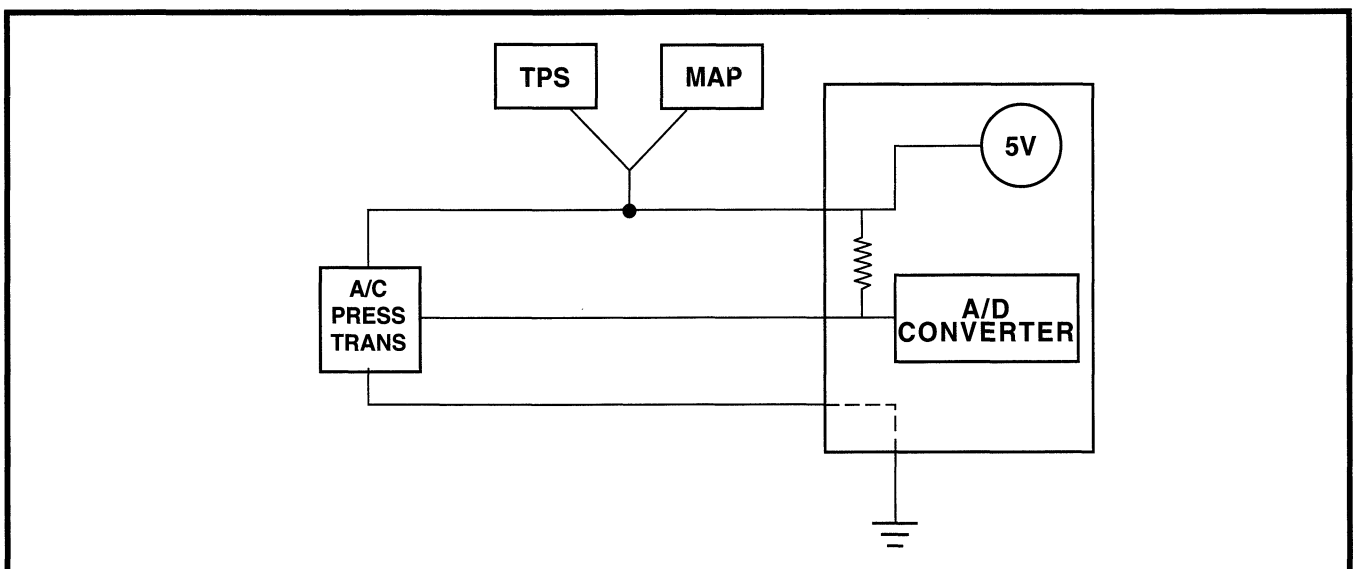 TPS
MAP
5V
A/C
PRESS
TRANS
A/D
CONVERTER